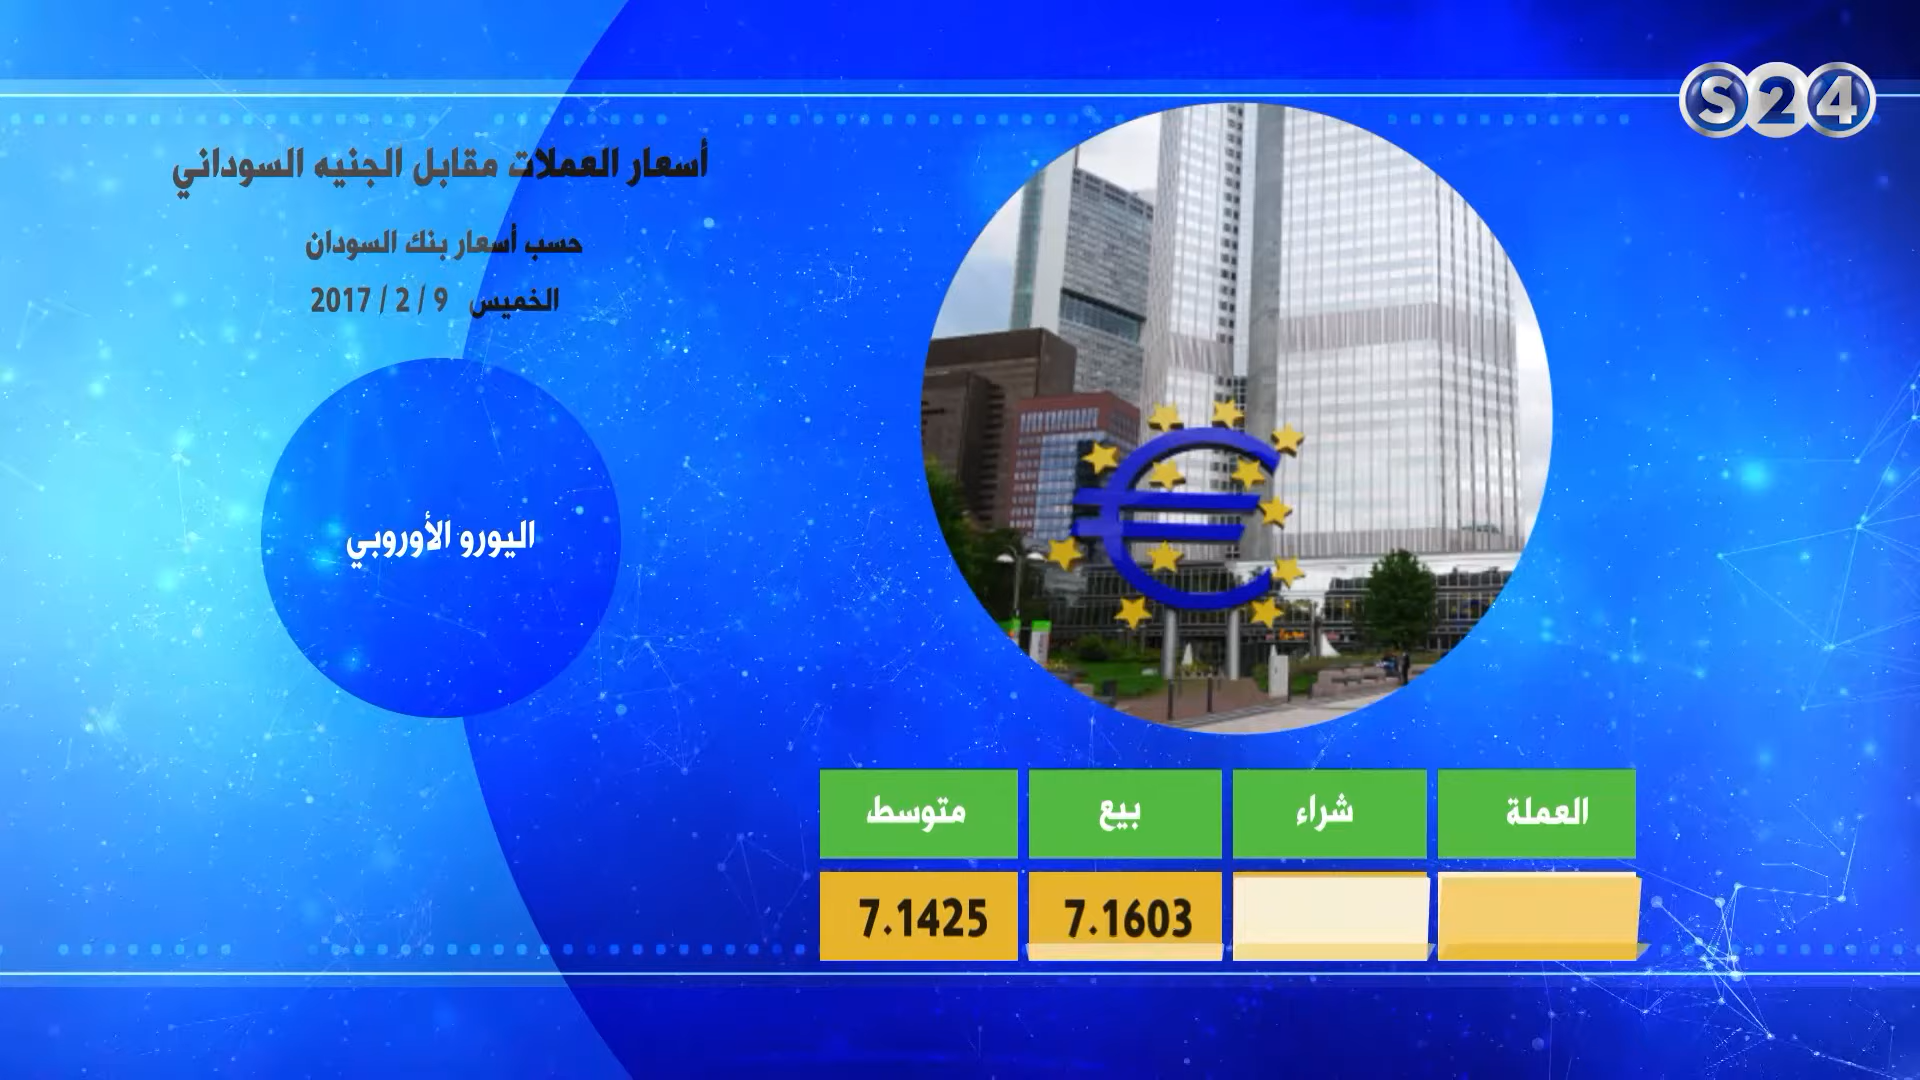 S24
أسعار العملات مقابل الجنيه السوداني
حسب أسعار بنك السودان
الخميس 9 / 2 / 2017
اليورو الأوروبي
€
العملة شراء بيع متوسط
7.1603 7.1425